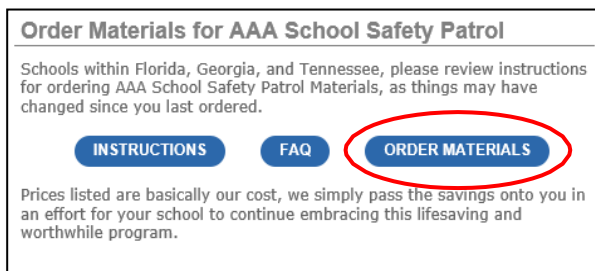 Order Materials for AAA School Safety Patrol
Schools within Florida, Georgia, and Tennessee, please review instructions
for ordering AAA School Safety Patrol Materials, as things may have
changed since you last ordered.
INSTRUCTIONS FAQ ORDER MATERIALS
Prices listed are basically our cost, we simply pass the savings onto you in
an effort for your school to continue embracing this lifesaving and
worthwhile program.